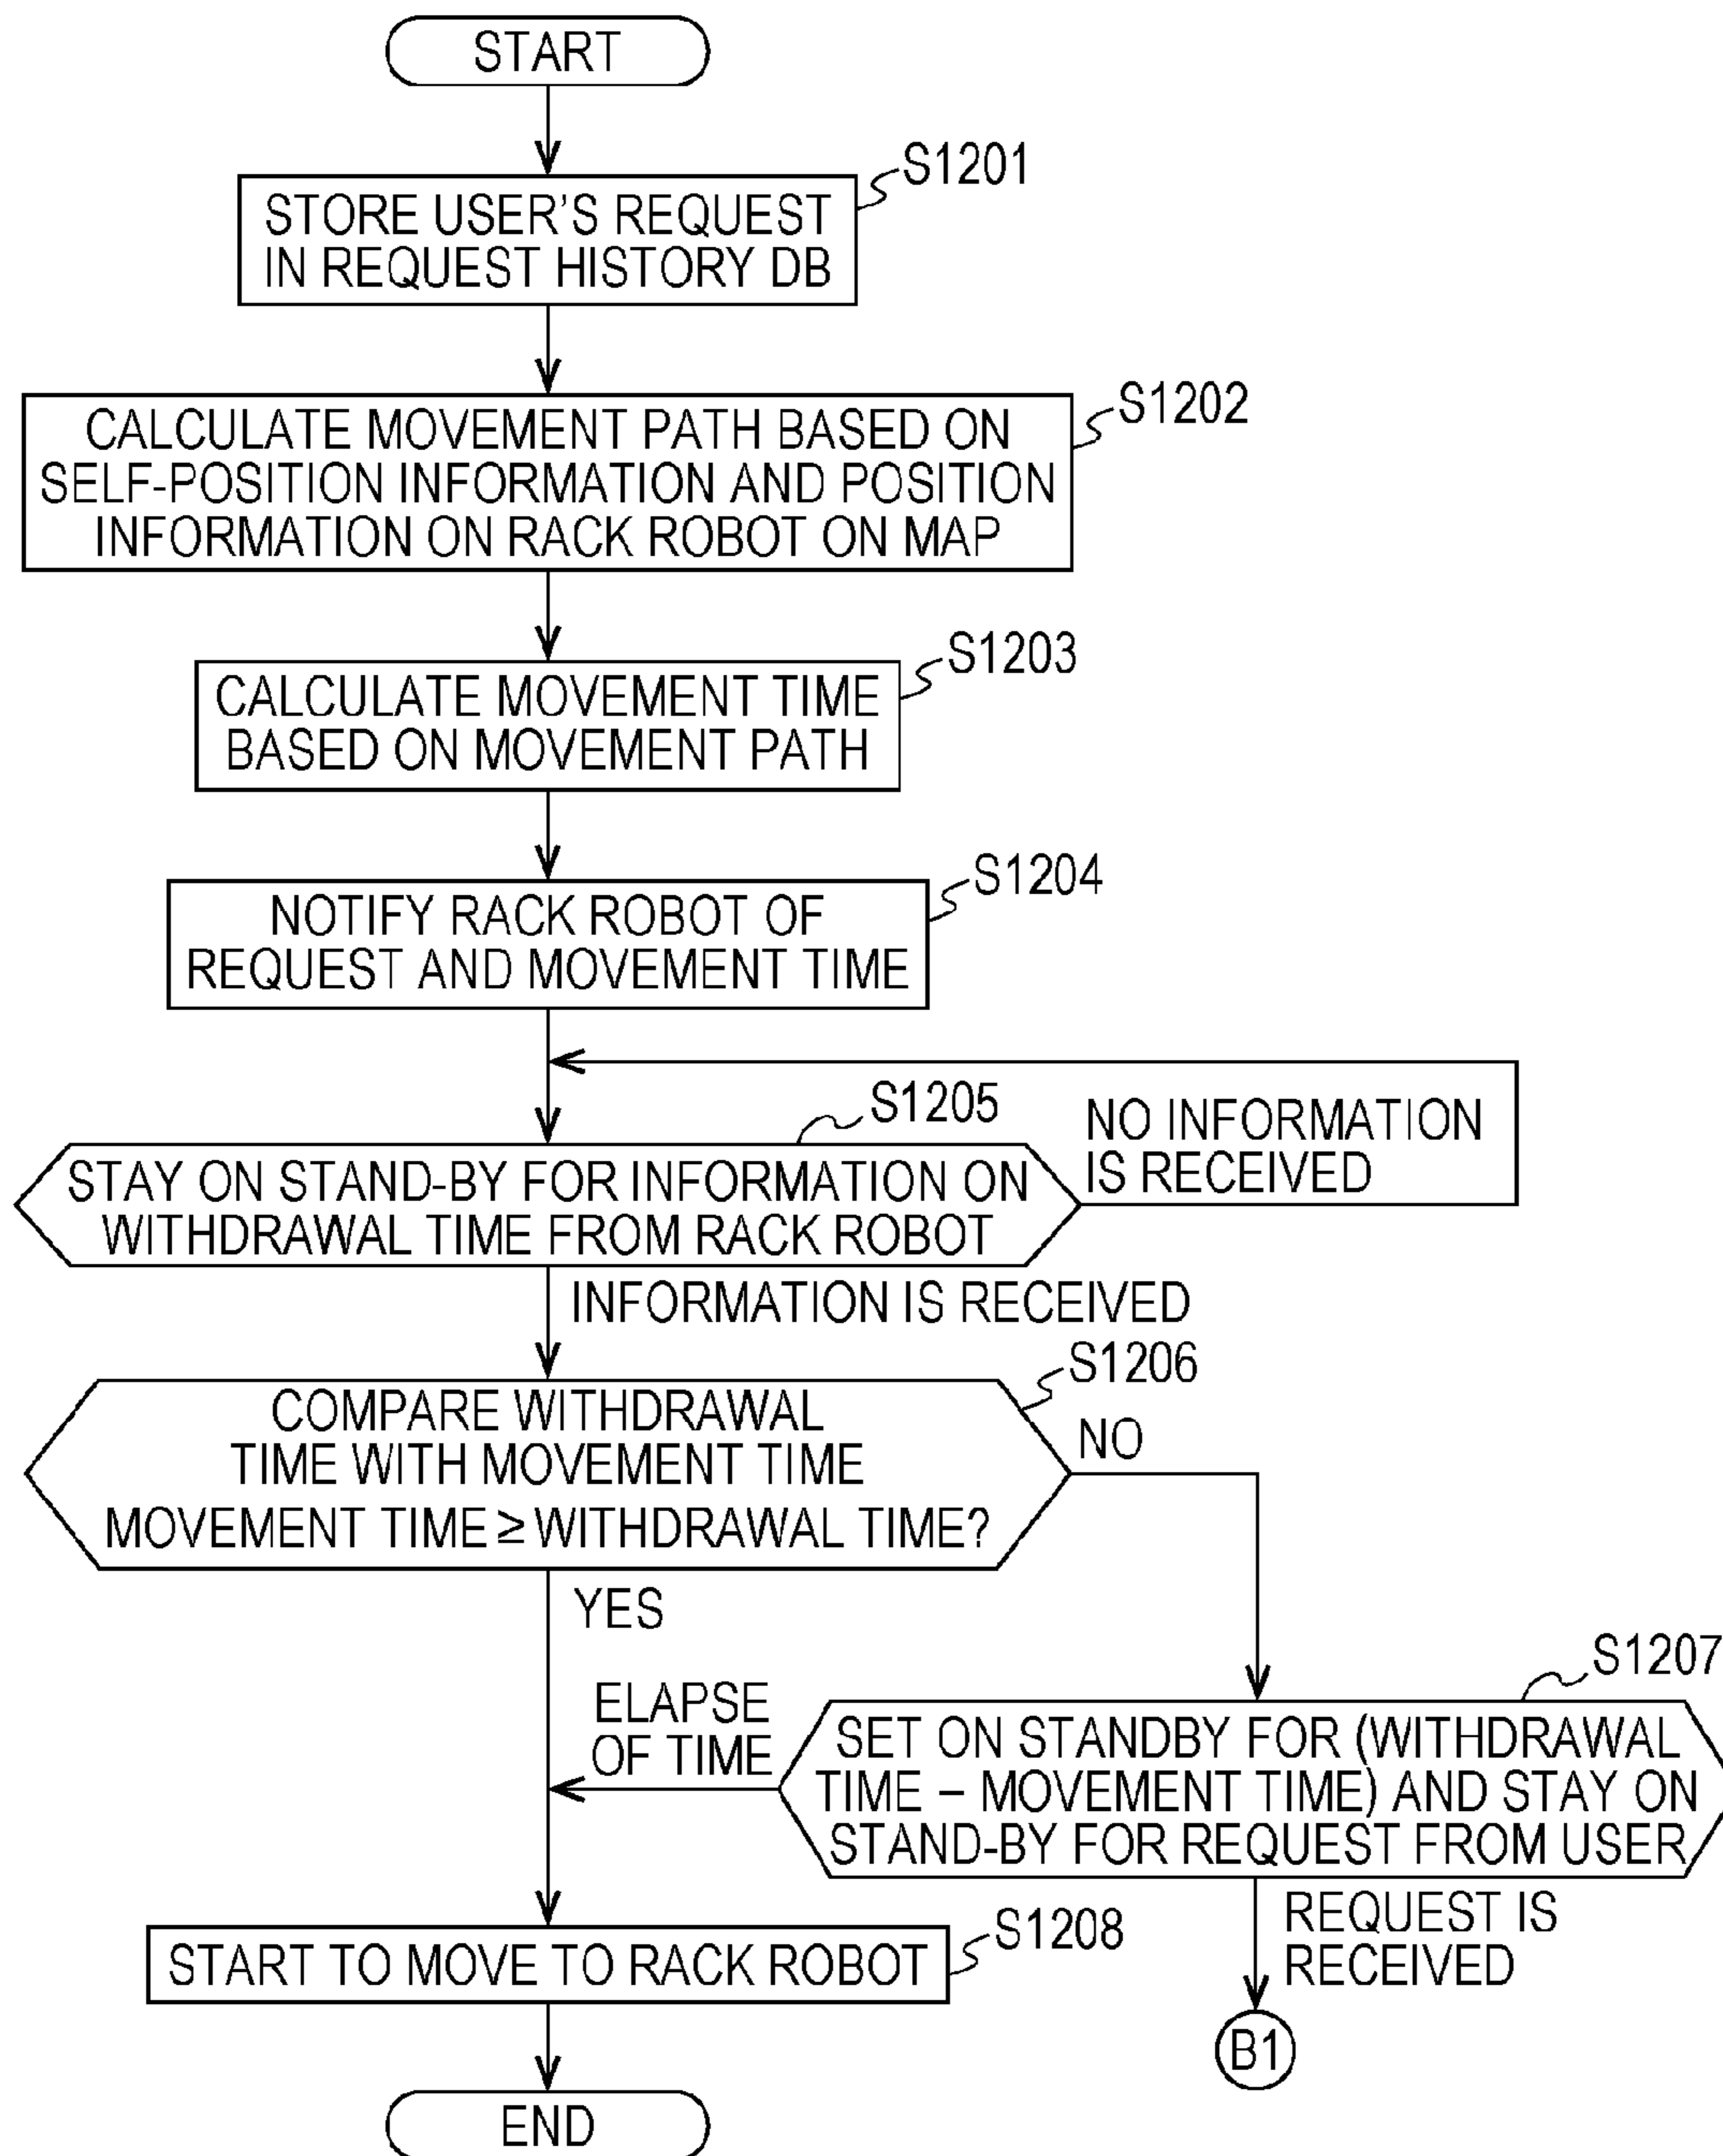 START
S1201
STORE USER'S REQUEST
IN REQUEST HISTORY DB
S1202
CALCULATE MOVEMENT PATH BASED ON
SELF-POSITION INFORMATION AND POSITION
INFORMATION ON RACK ROBOT ON MAP
S1203
CALCULATE MOVEMENT TIME
BASED ON MOVEMENT PATH
S1204
NOTIFY RACK ROBOT OF
REQUEST AND MOVEMENT TIME
S1205
STAY ON STAND-BY FOR INFORMATION ON
WITHDRAWAL TIME FROM RACK ROBOT
NO INFORMATION
IS RECEIVED
INFORMATION IS RECEIVED
S1206
COMPARE WITHDRAWAL
TIME WITH MOVEMENT TIME
MOVEMENT TIME ≥ WITHDRAWAL TIME?
NO
YES
S1207
ELAPSE
OF TIME
SET ON STANDBY FOR (WITHDRAWAL
TIME – MOVEMENT TIME) AND STAY ON
STAND-BY FOR REQUEST FROM USER
REQUEST IS
RECEIVED
S1208
START TO MOVE TO RACK ROBOT
B1
END